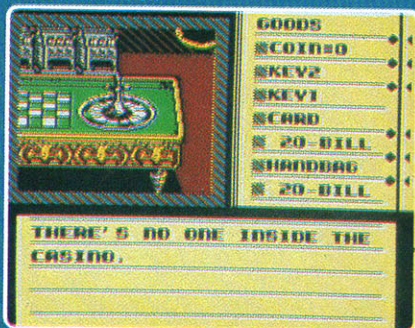 GOODS
COIN=0
KEY2
KEY1
CARD
20-BILL
HANDBAG
20-BILL
THERE'S NO ONE INSIDE THE
CASINO.